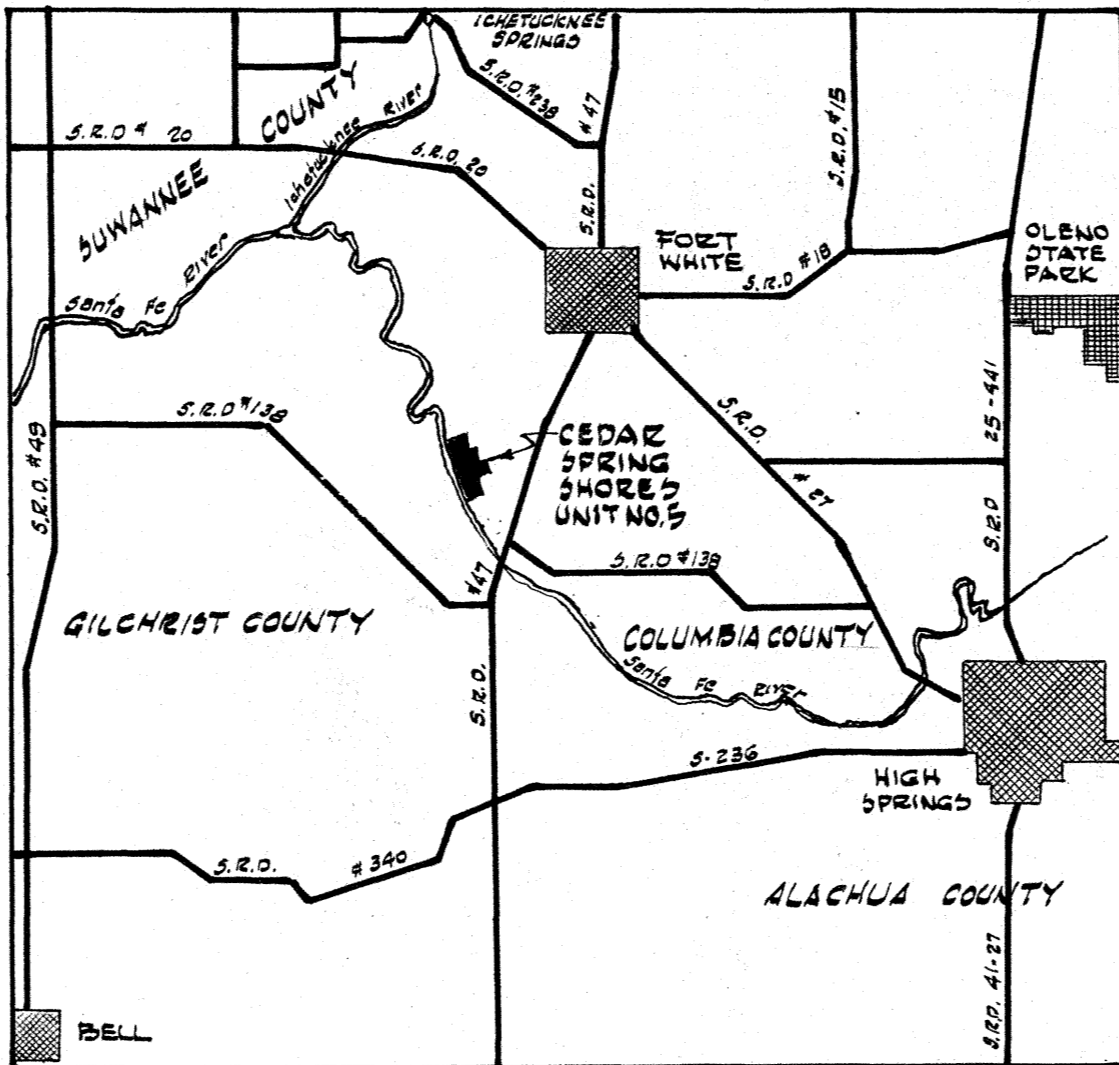 ICHETUCKNEE
SPRINGS
S.R.D. #238
#47
S.R.D.
S.R.D. #15
COUNTY
SUWANNEE
S.R.D # 20
Ichetucknee River
S.R.D. 20
FORT
WHITE
S.R.D #18
OLENO
STATE
PARK
Santa Fe River
S.R.D #138
S.R.D. #49
CEDAR
SPRING
SHORES
UNIT NO. 5
S.R.D. #27
25-441
S.R.D
S.R.D #138
#47
S.R.D.
GILCHRIST COUNTY
COLUMBIA COUNTY
Santa Fe River
S-236
HIGH
SPRINGS
S.R.D. #340
ALACHUA COUNTY
S.R.D. 41-27
BELL